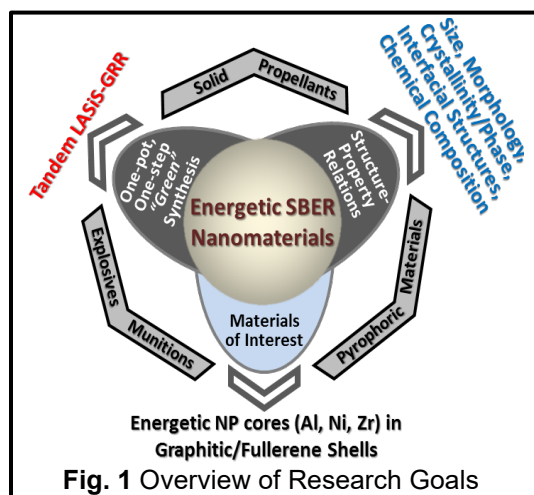 Tandem LASiS-GRR
Solid Propellants
Size, Morphology,
Crystallinity/Phase,
Interfacial Structures,
Chemical Composition
One-pot,
One-step
"Green"
Synthesis
Structure-
Property
Relations
Energetic SBER
Nanomaterials
Explosives
Munitions
Materials
of Interest
Pyrophoric Materials
Energetic NP cores (Al, Ni, Zr) in
Graphitic/Fullerene Shells
Fig. 1 Overview of Research Goals